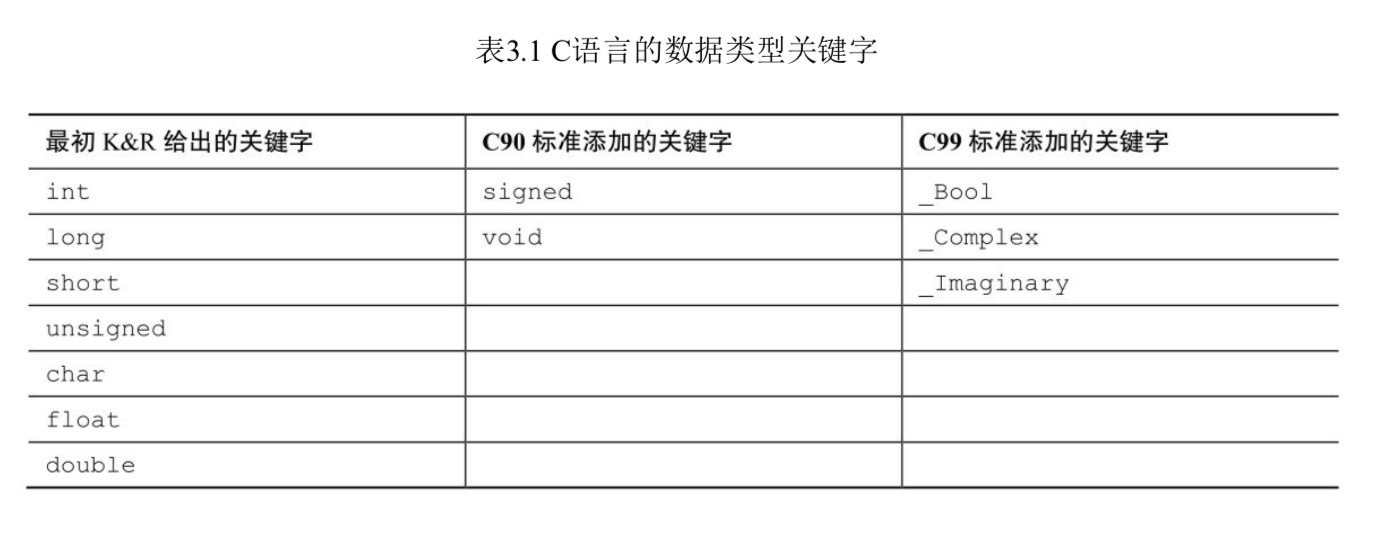 表3.1 C语言的数据类型关键字
最初 K&R 给出的关键字 C90 标准添加的关键字 C99 标准添加的关键字
int signed _Bool
long void _Complex
short _Imaginary
unsigned
char
float
double